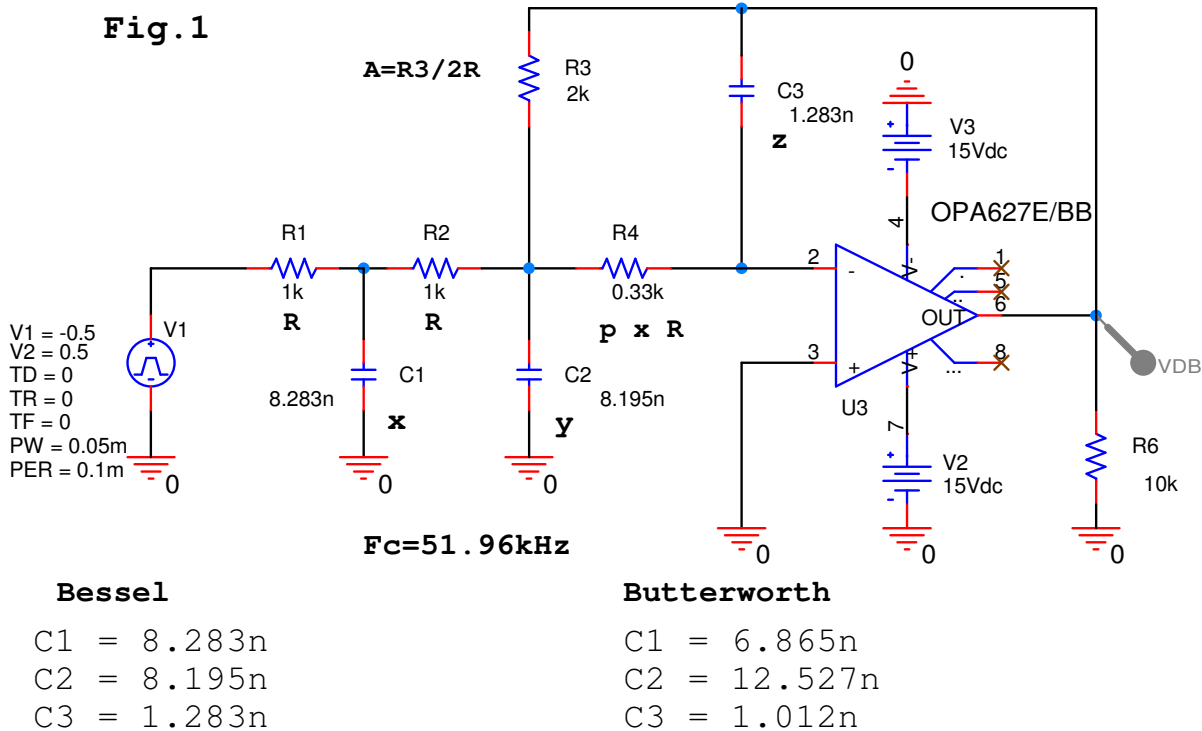 Fig.1
A=R3/2R
R3
2k
C3
1.283n
z
0
V3
15Vdc
4
OPA627E/BB
R1
1k
R
R2
1k
R
R4
0.33k
p x R
2
-
V-
1
.
5
..
6
OUT
3
+
V+
8
...
U3
VDB
V1 = -0.5
V2 = 0.5
TD = 0
TR = 0
TF = 0
PW = 0.05m
PER = 0.1m
V1
0
C1
8.283n
x
0
C2
8.195n
y
0
7
V2
15Vdc
R6
10k
0
0
0
Fc=51.96kHz
Bessel
C1 = 8.283n
C2 = 8.195n
C3 = 1.283n
Butterworth
C1 = 6.865n
C2 = 12.527n
C3 = 1.012n